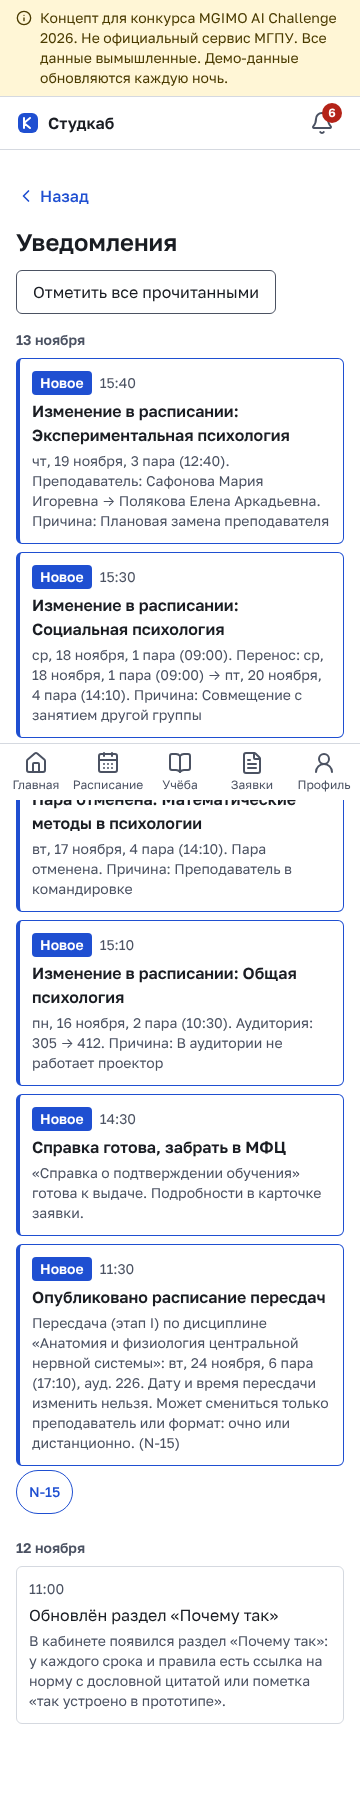 Концепт для конкурса MGIMO AI Challenge
2026. Не официальный сервис МГПУ. Все
данные вымышленные. Демо-данные
обновляются каждую ночь.
Студкаб
6
Назад
Уведомления
Отметить все прочитанными
13 ноября
Новое 15:40
Изменение в расписании:
Экспериментальная психология
чт, 19 ноября, 3 пара (12:40).
Преподаватель: Сафонова Мария
Игоревна → Полякова Елена Аркадьевна.
Причина: Плановая замена преподавателя
Новое 15:30
Изменение в расписании:
Социальная психология
ср, 18 ноября, 1 пара (09:00). Перенос: ср,
18 ноября, 1 пара (09:00) → пт, 20 ноября,
4 пара (14:10). Причина: Совмещение с
занятием другой группы
Главная Расписание Учёба Заявки Профиль
Пара отменена: Математические
методы в психологии
вт, 17 ноября, 4 пара (14:10). Пара
отменена. Причина: Преподаватель в
командировке
Новое 15:10
Изменение в расписании: Общая
психология
пн, 16 ноября, 2 пара (10:30). Аудитория:
305 → 412. Причина: В аудитории не
работает проектор
Новое 14:30
Справка готова, забрать в МФЦ
«Справка о подтверждении обучения»
готова к выдаче. Подробности в карточке
заявки.
Новое 11:30
Опубликовано расписание пересдач
Пересдача (этап I) по дисциплине
«Анатомия и физиология центральной
нервной системы»: вт, 24 ноября, 6 пара
(17:10), ауд. 226. Дату и время пересдачи
изменить нельзя. Может смениться только
преподаватель или формат: очно или
дистанционно. (N-15)
N-15
12 ноября
11:00
Обновлён раздел «Почему так»
В кабинете появился раздел «Почему так»:
у каждого срока и правила есть ссылка на
норму с дословной цитатой или пометка
«так устроено в прототипе».